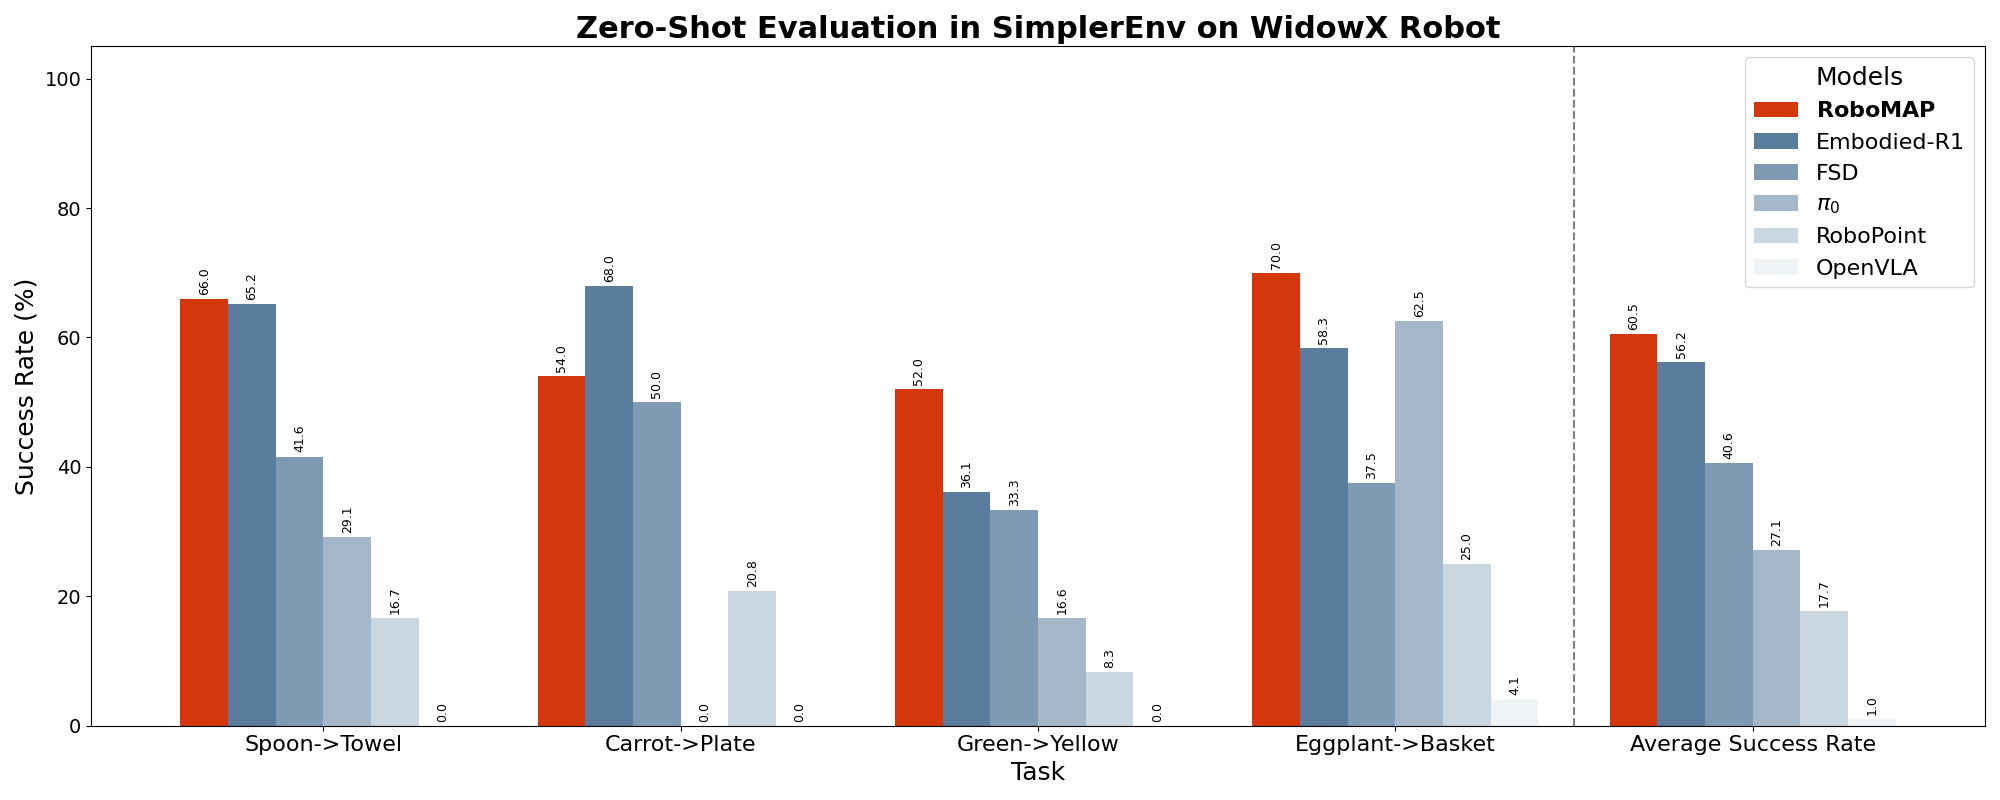 Zero-Shot Evaluation in SimplerEnv on WidowX Robot
Success Rate (%)
100
80
60
40
20
0
66.0
65.2
41.6
29.1
16.7
0.0
54.0
68.0
50.0
0.0
20.8
0.0
52.0
36.1
33.3
16.6
8.3
0.0
70.0
58.3
37.5
62.5
25.0
4.1
60.5
56.2
40.6
27.1
17.7
1.0
Models
RoboMAP
Embodied-R1
FSD
π₀
RoboPoint
OpenVLA
Spoon->Towel
Carrot->Plate
Green->Yellow
Eggplant->Basket
Average Success Rate
Task